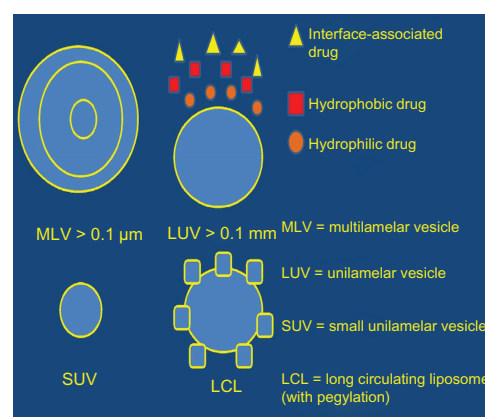 Interface-associated
drug
Hydrophobic drug
Hydrophilic drug
MLV > 0.1 µm
LUV > 0.1 mm
MLV = multilamelar vesicle
LUV = unilamelar vesicle
SUV = small unilamelar vesicle
SUV
LCL
LCL = long circulating liposome
(with pegylation)